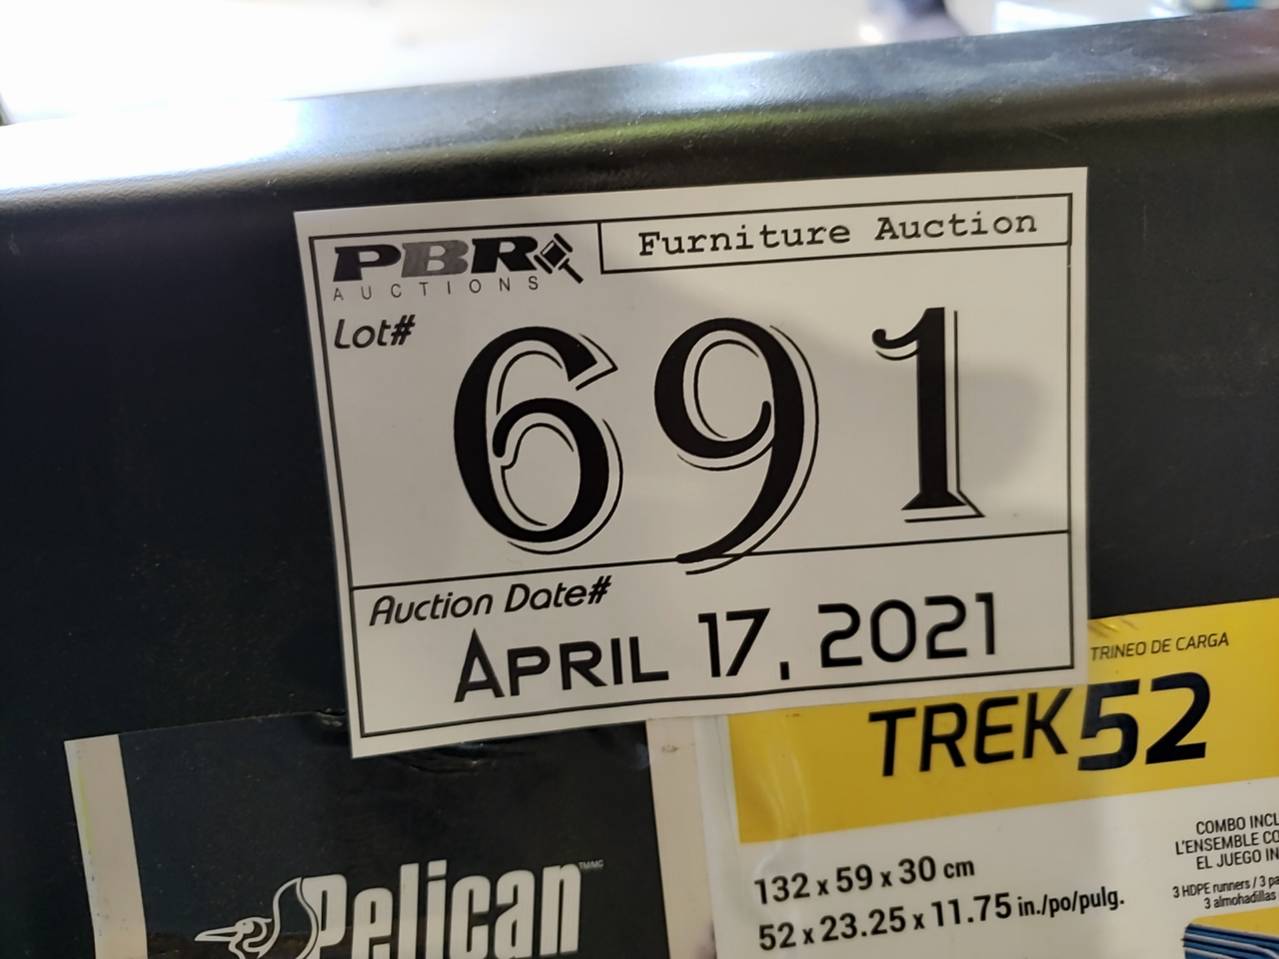 PBR
AUCTIONS
Furniture Auction
Lot#
691
Auction Date#
APRIL 17, 2021
TRINEO DE CARGA
TREK52
Pelican TM/MC
132 x 59 x 30 cm
52 x 23.25 x 11.75 in./po/pulg.
COMBO INCL
L'ENSEMBLE CO
EL JUEGO IN
3 HDPE runners / 3 pa
3 almohadillas